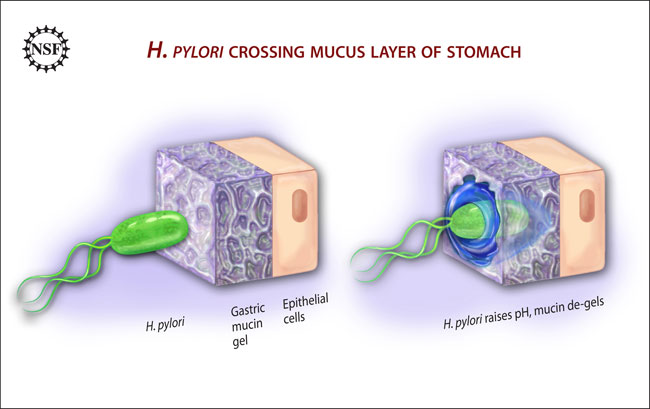 NSF
H. PYLORI CROSSING MUCUS LAYER OF STOMACH
H. pylori
Gastric
mucin
gel
Epithelial
cells
H. pylori raises pH, mucin de-gels